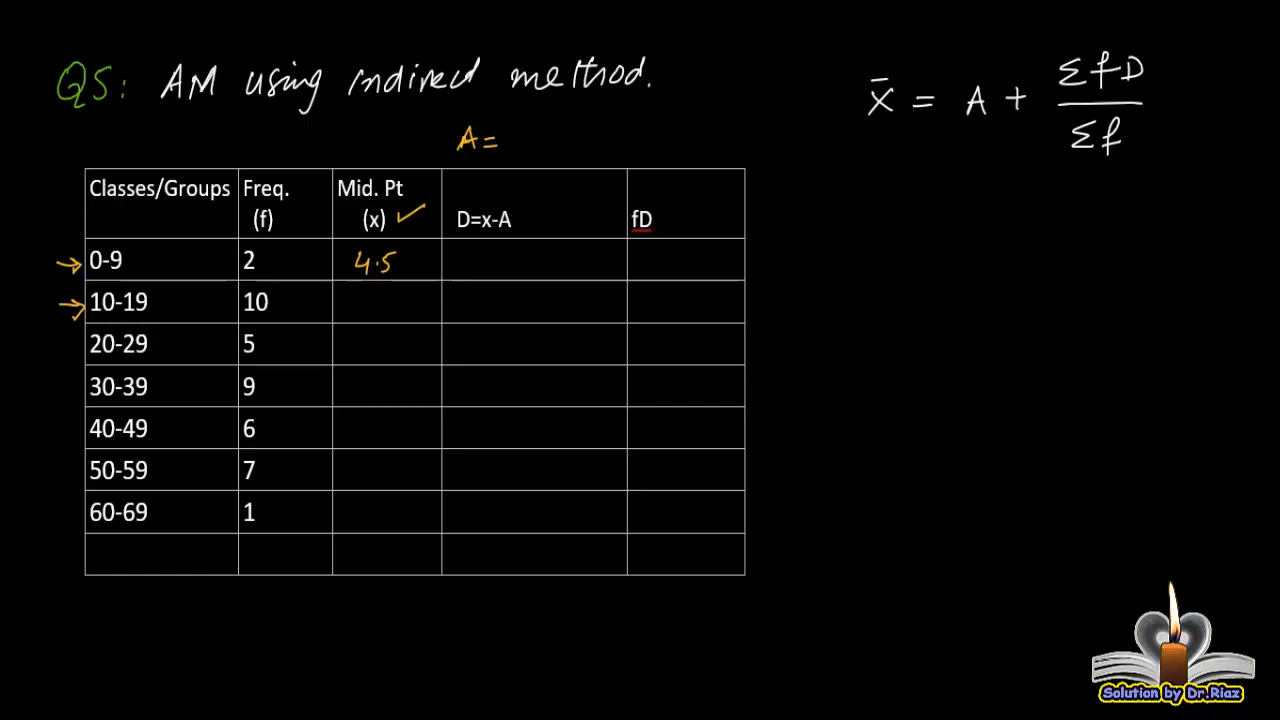 Q5: AM using indirect method.
X̄ = A + ΣfD / Σf
A =
Classes/Groups Freq. (f) Mid. Pt (x) ✓ D=x-A fD
→ 0-9 2 4.5
→ 10-19 10
20-29 5
30-39 9
40-49 6
50-59 7
60-69 1
Solution by Dr.Riaz